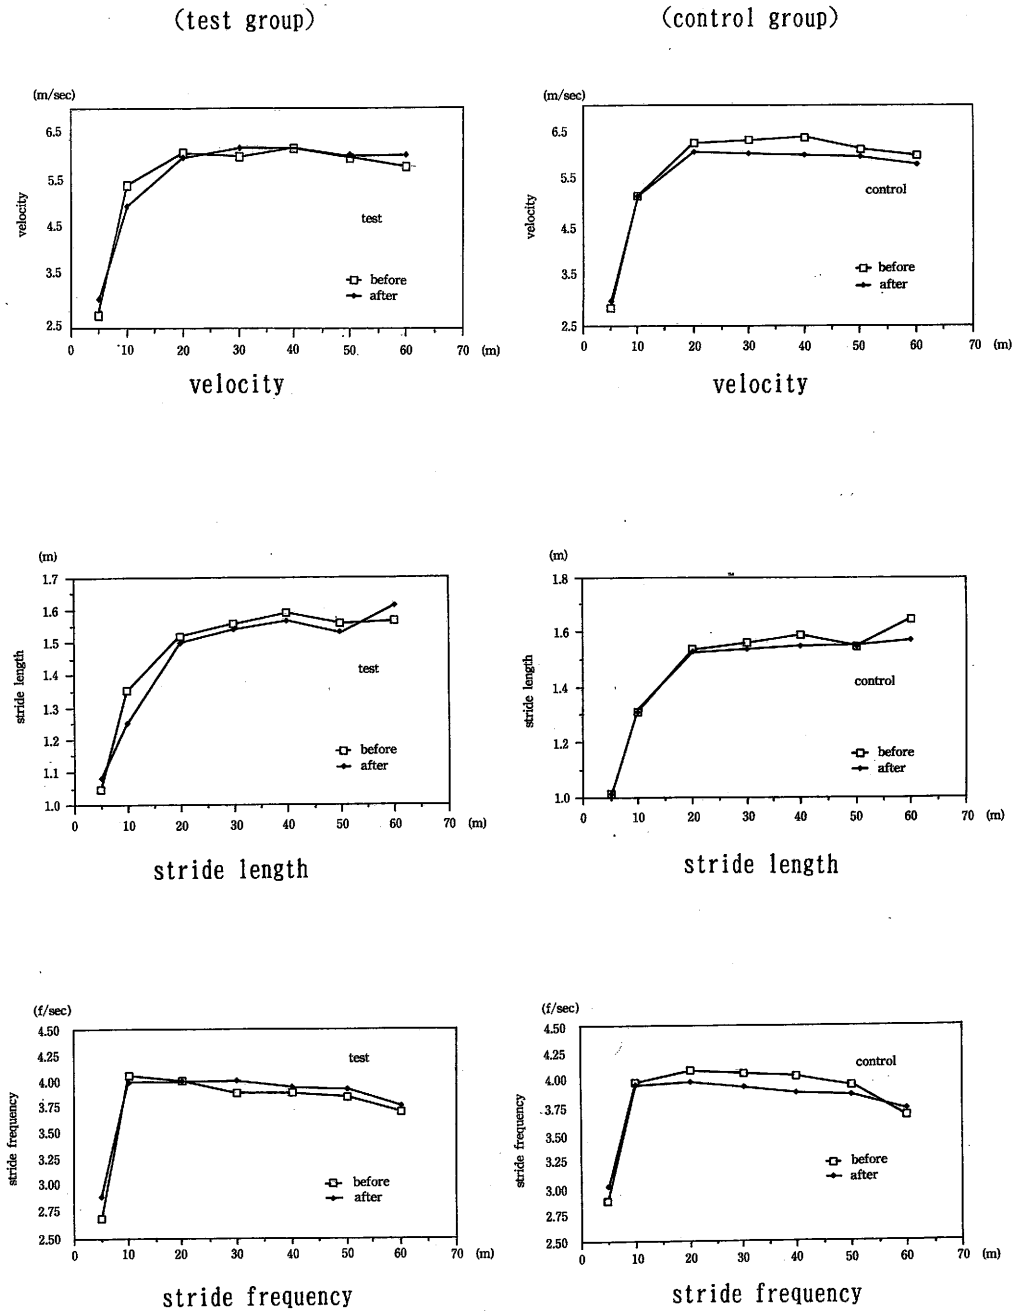 (test group)
(control group)
(m/sec)
6.5
5.5
4.5
3.5
2.5
velocity
test
before
after
0 10 20 30 40 50 60 70 (m)
velocity
(m/sec)
6.5
5.5
4.5
3.5
2.5
velocity
control
before
after
0 10 20 30 40 50 60 70 (m)
velocity
(m)
1.7
1.6
1.5
1.4
1.3
1.2
1.1
1.0
stride length
test
before
after
0 10 20 30 40 50 60 70 (m)
stride length
(m)
1.8
1.6
1.4
1.2
1.0
stride length
control
before
after
0 10 20 30 40 50 60 70 (m)
stride length
(f/sec)
4.50
4.25
4.00
3.75
3.50
3.25
3.00
2.75
2.50
stride frequency
test
before
after
0 10 20 30 40 50 60 70 (m)
stride frequency
(f/sec)
4.50
4.25
4.00
3.75
3.50
3.25
3.00
2.75
2.50
stride frequency
control
before
after
0 10 20 30 40 50 60 70 (m)
stride frequency